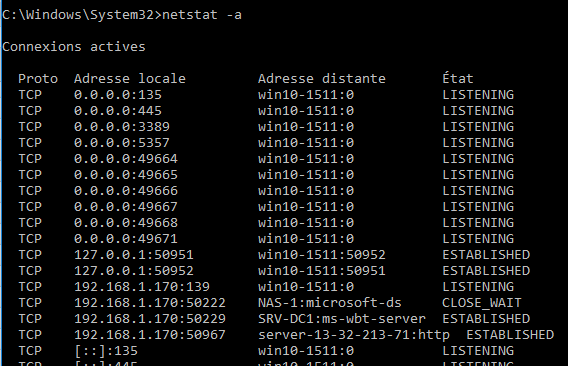 C:\Windows\System32>netstat -a
Connexions actives
Proto  Adresse locale         Adresse distante       État
TCP    0.0.0.0:135            win10-1511:0           LISTENING
TCP    0.0.0.0:445            win10-1511:0           LISTENING
TCP    0.0.0.0:3389           win10-1511:0           LISTENING
TCP    0.0.0.0:5357           win10-1511:0           LISTENING
TCP    0.0.0.0:49664          win10-1511:0           LISTENING
TCP    0.0.0.0:49665          win10-1511:0           LISTENING
TCP    0.0.0.0:49666          win10-1511:0           LISTENING
TCP    0.0.0.0:49667          win10-1511:0           LISTENING
TCP    0.0.0.0:49668          win10-1511:0           LISTENING
TCP    0.0.0.0:49671          win10-1511:0           LISTENING
TCP    127.0.0.1:50951        win10-1511:50952       ESTABLISHED
TCP    127.0.0.1:50952        win10-1511:50951       ESTABLISHED
TCP    192.168.1.170:139      win10-1511:0           LISTENING
TCP    192.168.1.170:50222    NAS-1:microsoft-ds     CLOSE_WAIT
TCP    192.168.1.170:50229    SRV-DC1:ms-wbt-server  ESTABLISHED
TCP    192.168.1.170:50967    server-13-32-213-71:http  ESTABLISHED
TCP    [::]:135               win10-1511:0           LISTENING
TCP    [::]:445               win10-1511:0           LISTENING